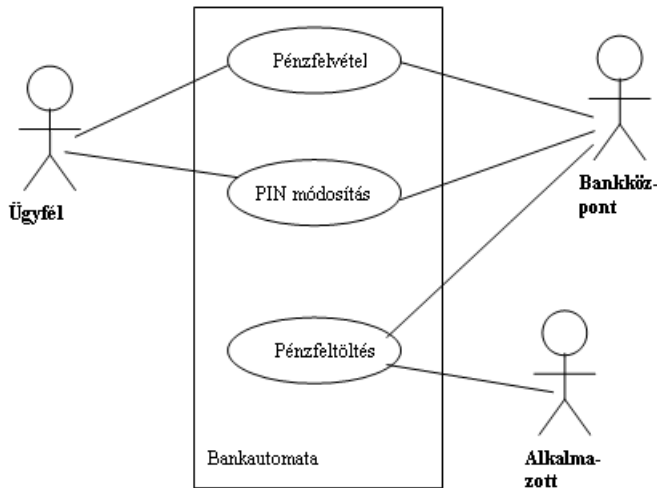 Pénzfelvétel
Ügyfél
PIN módosítás
Bankköz-
pont
Pénzfeltöltés
Bankautomata
Alkalma-
zott